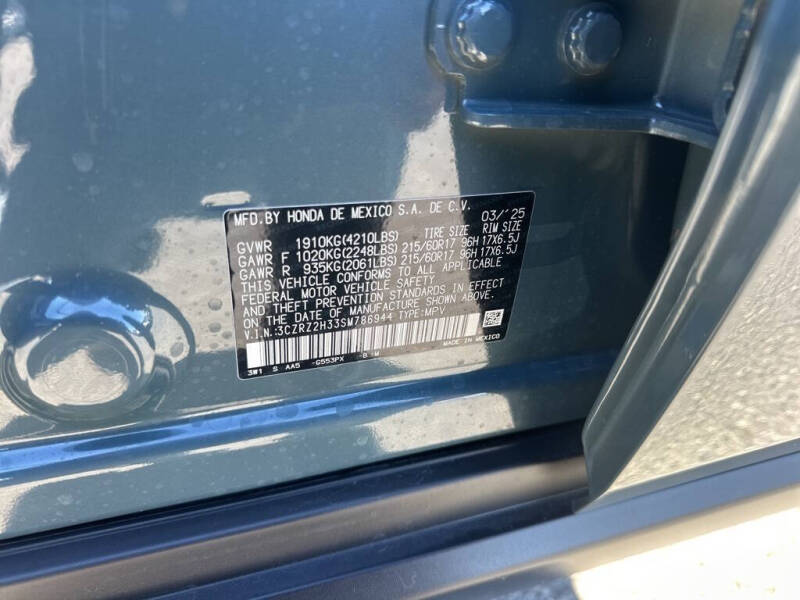 MFD.BY HONDA DE MEXICO S.A. DE C.V. 03/'25
TIRE SIZE RIM SIZE
GVWR 1910KG(4210LBS)
GAWR F 1020KG(2248LBS) 215/60R17 96H 17X6.5J
GAWR R 935KG(2061LBS) 215/60R17 96H 17X6.5J
THIS VEHICLE CONFORMS TO ALL APPLICABLE
FEDERAL MOTOR VEHICLE SAFETY
AND THEFT PREVENTION STANDARDS IN EFFECT
ON THE DATE OF MANUFACTURE SHOWN ABOVE.
V.I.N.:3CZRZ2H33SM786944 TYPE:MPV
MADE IN MEXICO
3W1 S AA5 -G553PX -B M